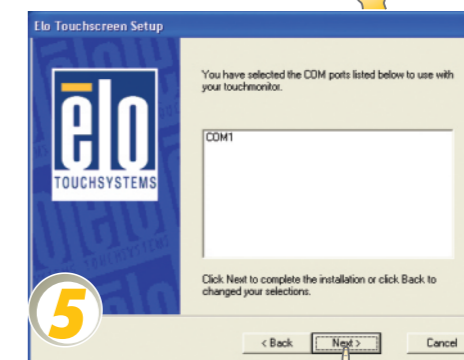 Elo Touchscreen Setup
You have selected the COM ports listed below to use with
your touchmonitor.
COM1
elo
TOUCHSYSTEMS
Click Next to complete the installation or click Back to
changed your selections.
5
< Back
Next >
Cancel